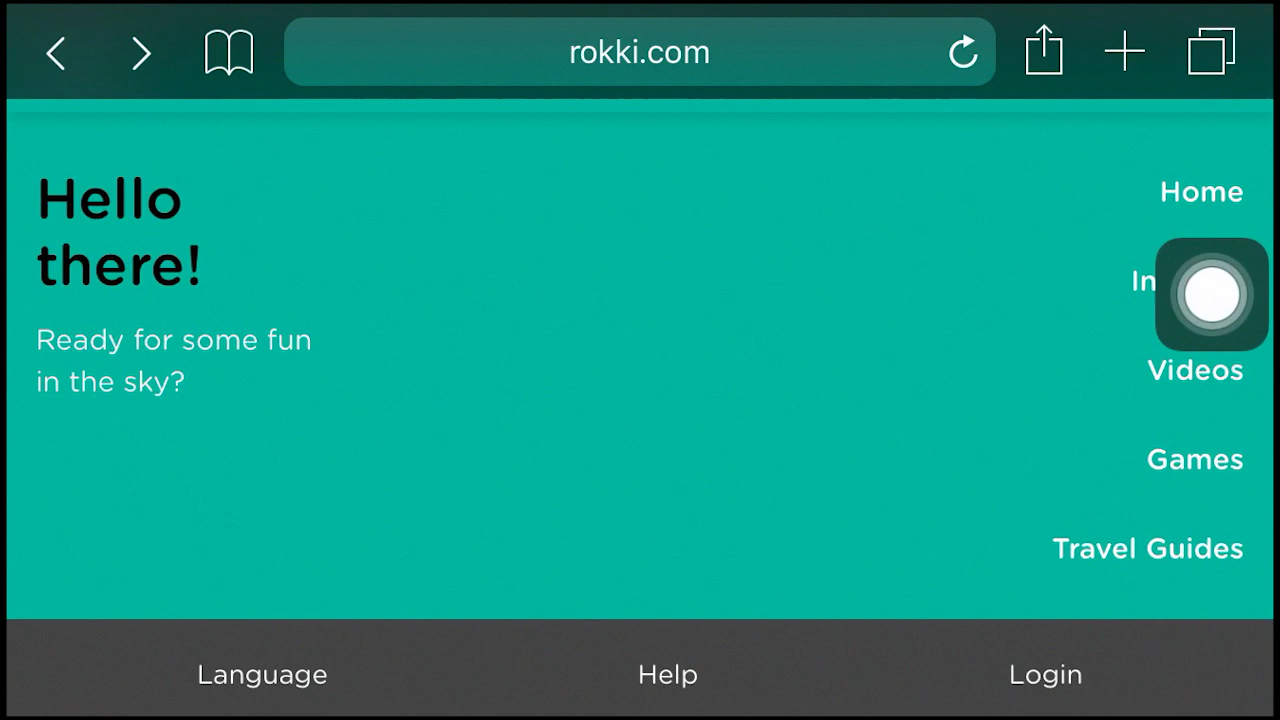 rokki.com
Hello
there!
Ready for some fun
in the sky?
Home
Videos
Games
Travel Guides
Language
Help
Login